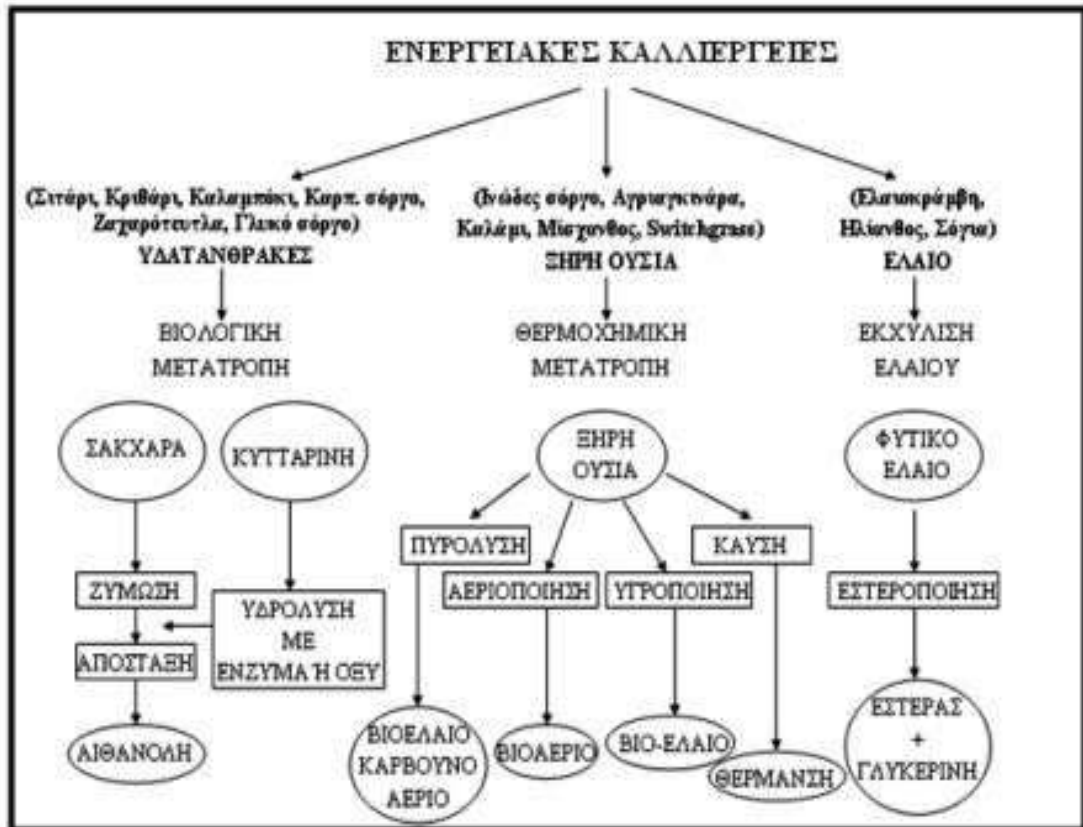 ΕΝΕΡΓΕΙΑΚΕΣ ΚΑΛΛΙΕΡΓΕΙΕΣ
(Σιτάρι, Κριθάρι, Καλαμπόκι, Καρπ. σόργο,
Ζαχαρότευτλα, Γλυκό σόργο)
ΥΔΑΤΑΝΘΡΑΚΕΣ
(Ινώδες σόργο, Αγριαγκινάρα,
Καλάμι, Μίσχανθος, Switchgrass)
ΞΗΡΗ ΟΥΣΙΑ
(Ελαιοκράμβη,
Ηλίανθος, Σόγια)
ΕΛΑΙΟ
ΒΙΟΛΟΓΙΚΗ
ΜΕΤΑΤΡΟΠΗ
ΘΕΡΜΟΧΗΜΙΚΗ
ΜΕΤΑΤΡΟΠΗ
ΕΚΧΥΛΙΣΗ
ΕΛΑΙΟΥ
ΣΑΚΧΑΡΑ
ΚΥΤΤΑΡΙΝΗ
ΞΗΡΗ
ΟΥΣΙΑ
ΦΥΤΙΚΟ
ΕΛΑΙΟ
ΠΥΡΟΛΥΣΗ
ΚΑΥΣΗ
ΖΥΜΩΣΗ
ΑΕΡΙΟΠΟΙΗΣΗ
ΥΓΡΟΠΟΙΗΣΗ
ΕΣΤΕΡΟΠΟΙΗΣΗ
ΥΔΡΟΛΥΣΗ
ΜΕ
ΕΝΖΥΜΑ Ή ΟΞΥ
ΑΠΟΣΤΑΞΗ
ΑΙΘΑΝΟΛΗ
ΒΙΟΕΛΑΙΟ
ΚΑΡΒΟΥΝΟ
ΑΕΡΙΟ
ΒΙΟΑΕΡΙΟ
ΒΙΟ-ΕΛΑΙΟ
ΘΕΡΜΑΝΣΗ
ΕΣΤΕΡΑΣ
+
ΓΛΥΚΕΡΙΝΗ